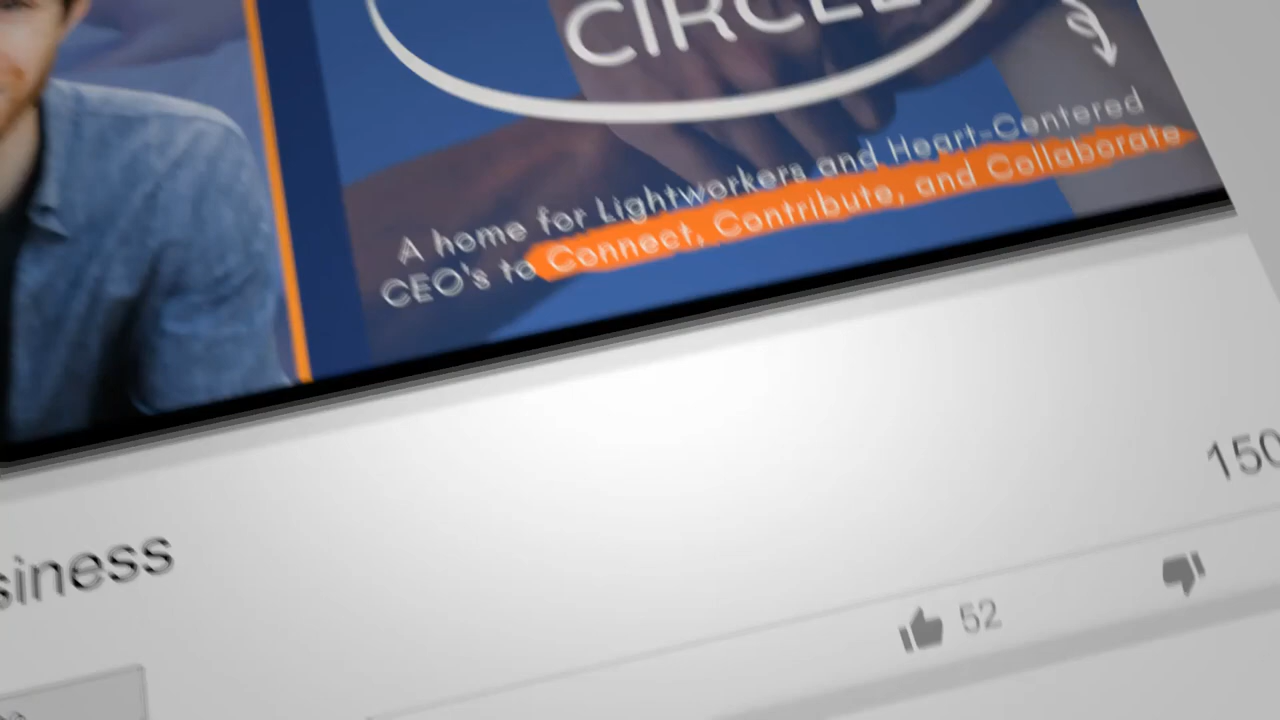 CIRCLE
A home for Lightworkers and Heart-Centered
CEO's to Connect, Contribute, and Collaborate
150
siness
52